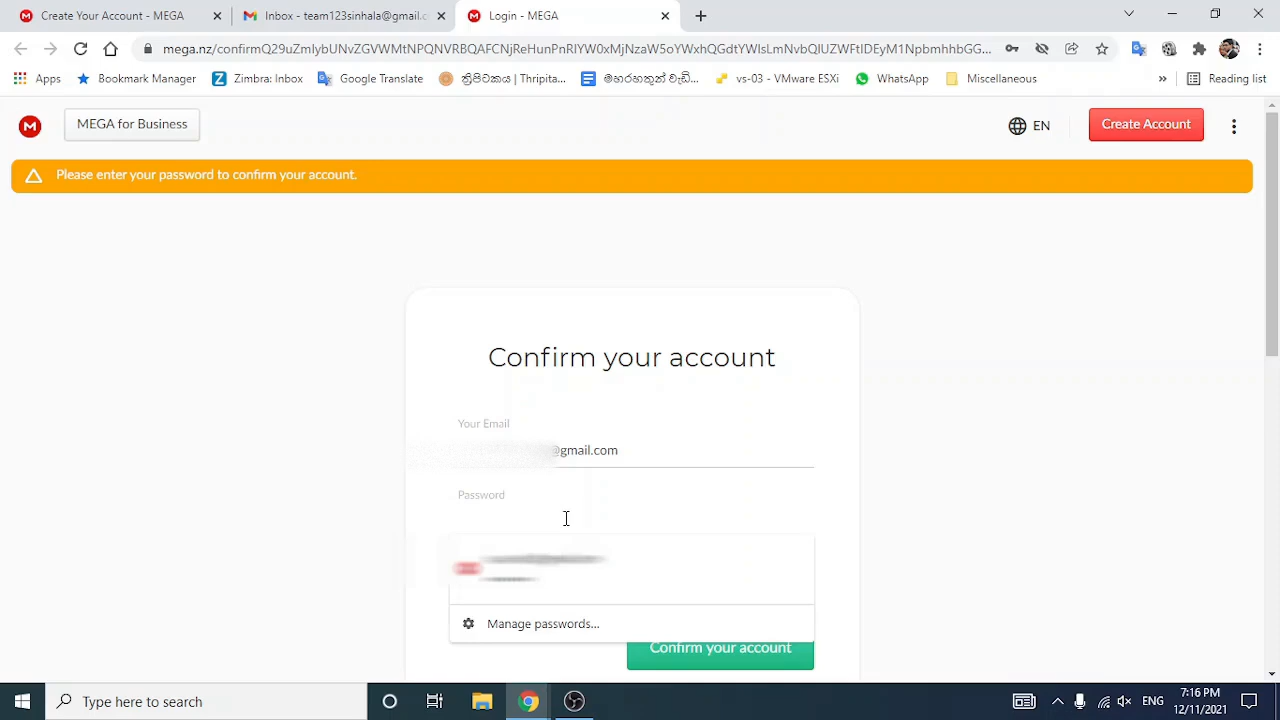 Create Your Account - MEGA
Inbox - team123sinhala@gmail.c
Login - MEGA
Apps
Bookmark Manager
Zimbra: Inbox
Google Translate
ත්‍රිපිටකය : Thripita...
මහරහතුන් වැඩි...
vs-03 - VMware ESXi
WhatsApp
Miscellaneous
»
Reading list
M
MEGA for Business
EN
Create Account
Please enter your password to confirm your account.
Confirm your account
Your Email
@gmail.com
Password
Manage passwords...
Confirm your account
Type here to search
ENG
7:16 PM
12/11/2021